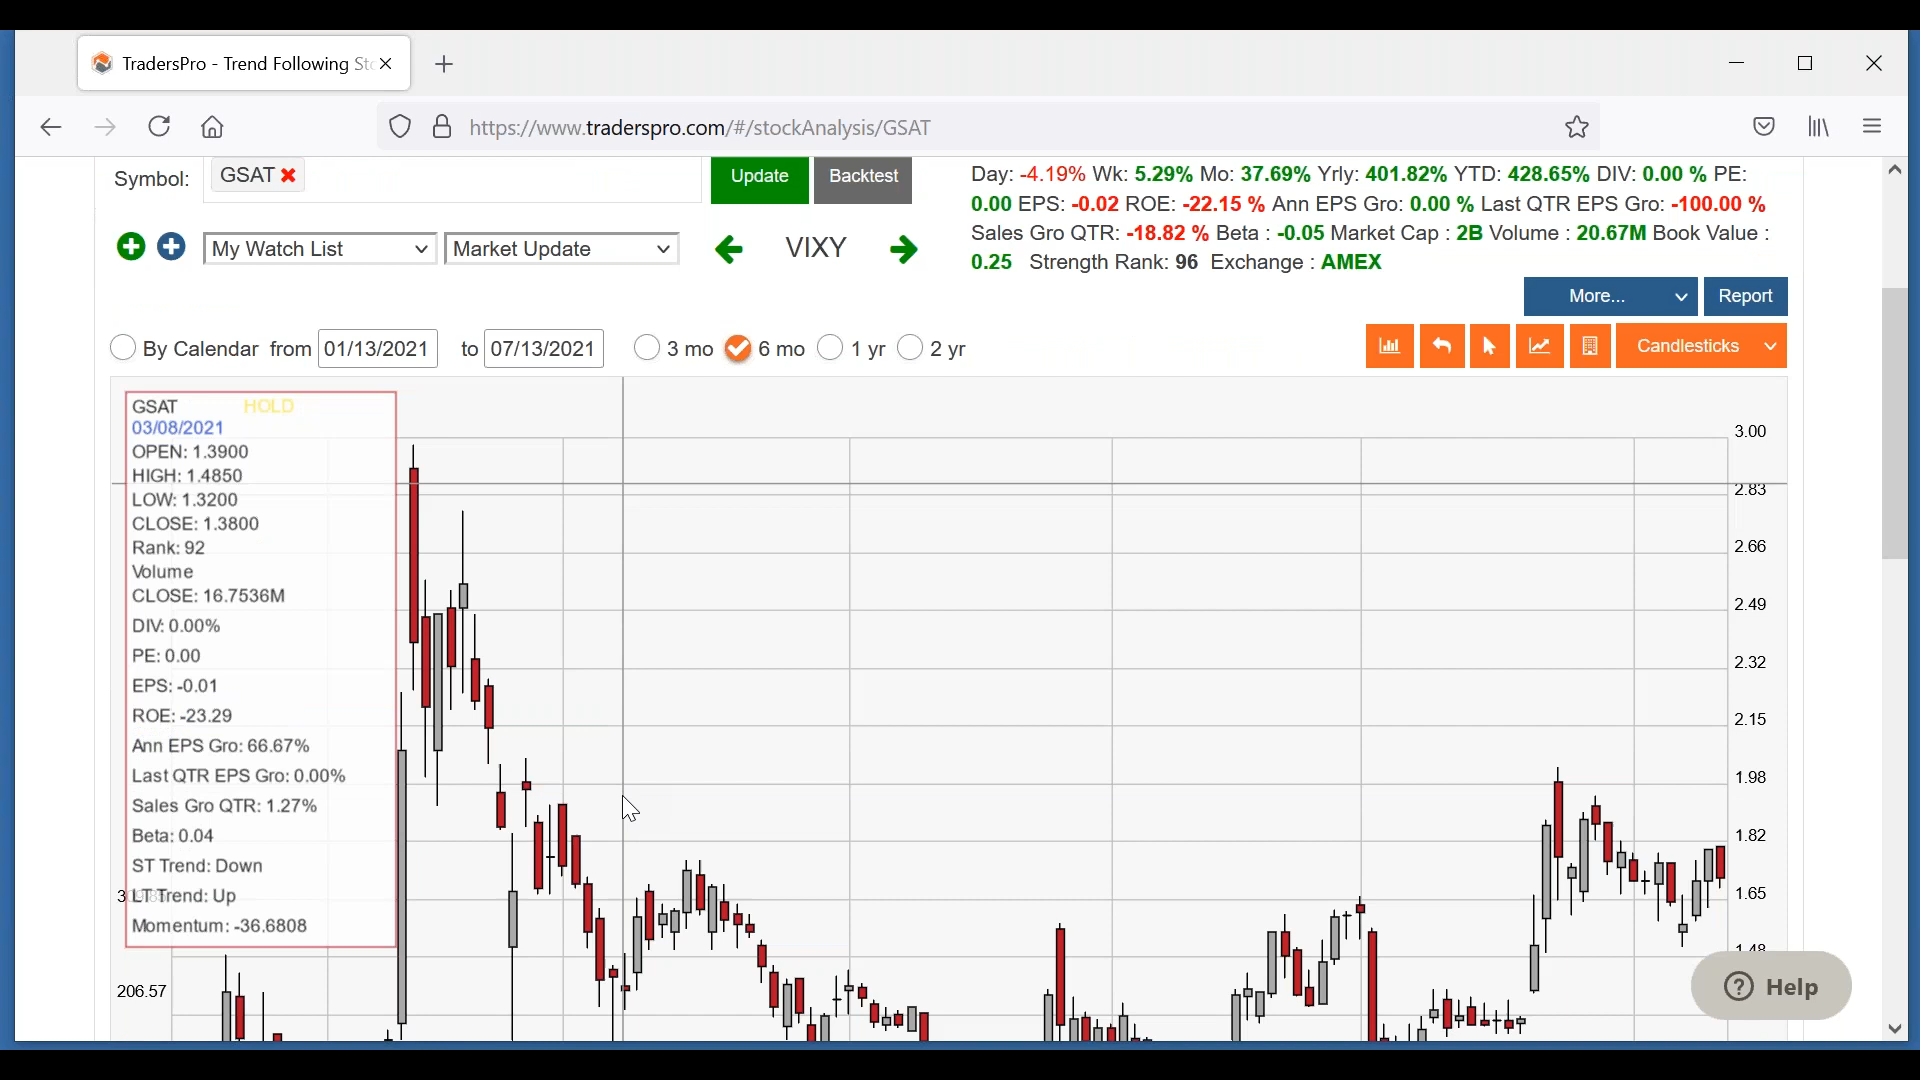 TradersPro - Trend Following Sto
https://www.traderspro.com/#/stockAnalysis/GSAT
Symbol: GSAT Update Backtest
Day: -4.19% Wk: 5.29% Mo: 37.69% Yrly: 401.82% YTD: 428.65% DIV: 0.00 % PE:
0.00 EPS: -0.02 ROE: -22.15 % Ann EPS Gro: 0.00 % Last QTR EPS Gro: -100.00 %
Sales Gro QTR: -18.82 % Beta : -0.05 Market Cap : 2B Volume : 20.67M Book Value :
0.25 Strength Rank: 96 Exchange : AMEX
My Watch List Market Update VIXY
More... Report
By Calendar from 01/13/2021 to 07/13/2021 3 mo 6 mo 1 yr 2 yr
Candlesticks
GSAT HOLD
03/08/2021
OPEN: 1.3900
HIGH: 1.4850
LOW: 1.3200
CLOSE: 1.3800
Rank: 92
Volume
CLOSE: 16.7536M
DIV: 0.00%
PE: 0.00
EPS: -0.01
ROE: -23.29
Ann EPS Gro: 66.67%
Last QTR EPS Gro: 0.00%
Sales Gro QTR: 1.27%
Beta: 0.04
ST Trend: Down
LT Trend: Up
Momentum: -36.6808
206.57
3.00
2.83
2.66
2.49
2.32
2.15
1.98
1.82
1.65
1.48
Help